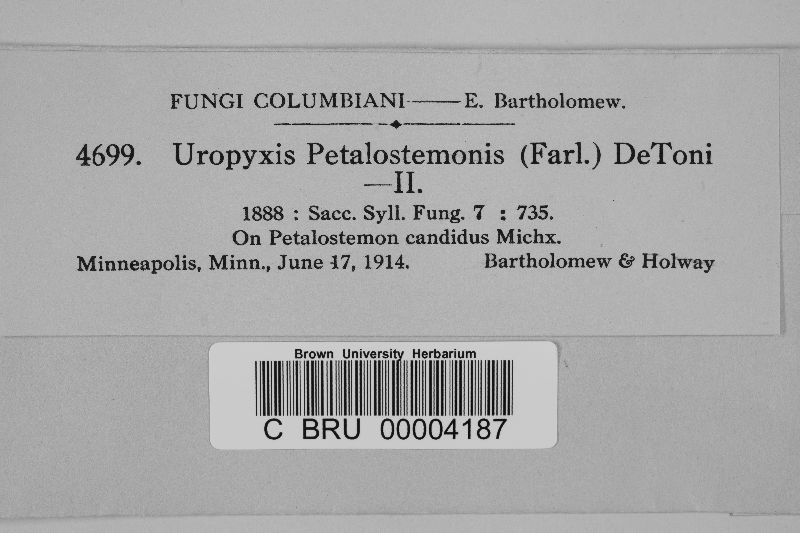 FUNGI COLUMBIANI—E. Bartholomew.
4699. Uropyxis Petalostemonis (Farl.) DeToni
—II.
1888 : Sacc. Syll. Fung. 7 : 735.
On Petalostemon candidus Michx.
Minneapolis, Minn., June 17, 1914. Bartholomew & Holway
Brown University Herbarium
C BRU 00004187